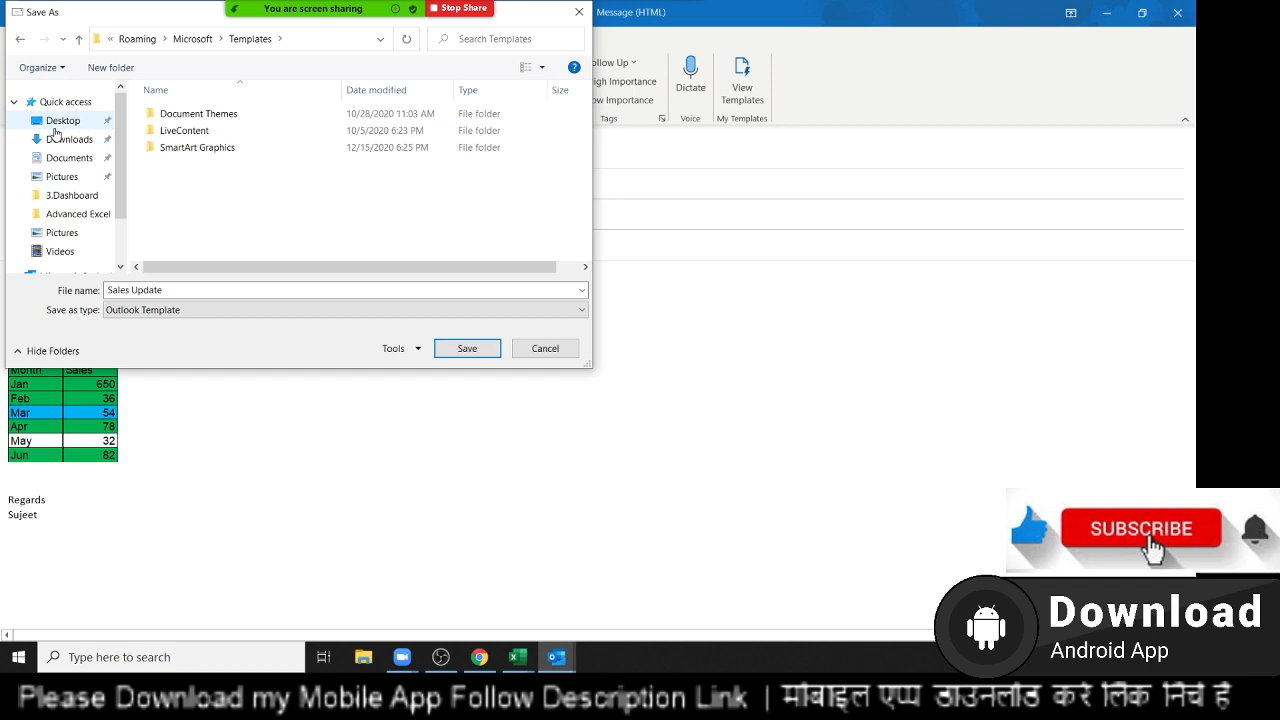 Save As
You are screen sharing
Stop Share
Message (HTML)
« Roaming > Microsoft > Templates >
Search Templates
Organize
New folder
Name Date modified Type Size
Document Themes 10/28/2020 11:03 AM File folder
LiveContent 10/5/2020 6:23 PM File folder
SmartArt Graphics 12/15/2020 6:25 PM File folder
Quick access
Desktop
Downloads
Documents
Pictures
3.Dashboard
Advanced Excel
Pictures
Videos
File name: Sales Update
Save as type: Outlook Template
Hide Folders
Tools
Save
Cancel
ollow Up
igh Importance
ow Importance
Tags
Dictate
Voice
View
Templates
My Templates
Month Sales
Jan 650
Feb 36
Mar 54
Apr 78
May 32
Jun 82
Regards
Sujeet
SUBSCRIBE
Download
Android App
Type here to search
Please Download my Mobile App Follow Description Link | मोबाइल एप्प डाउनलोड करे लिंक निचे है